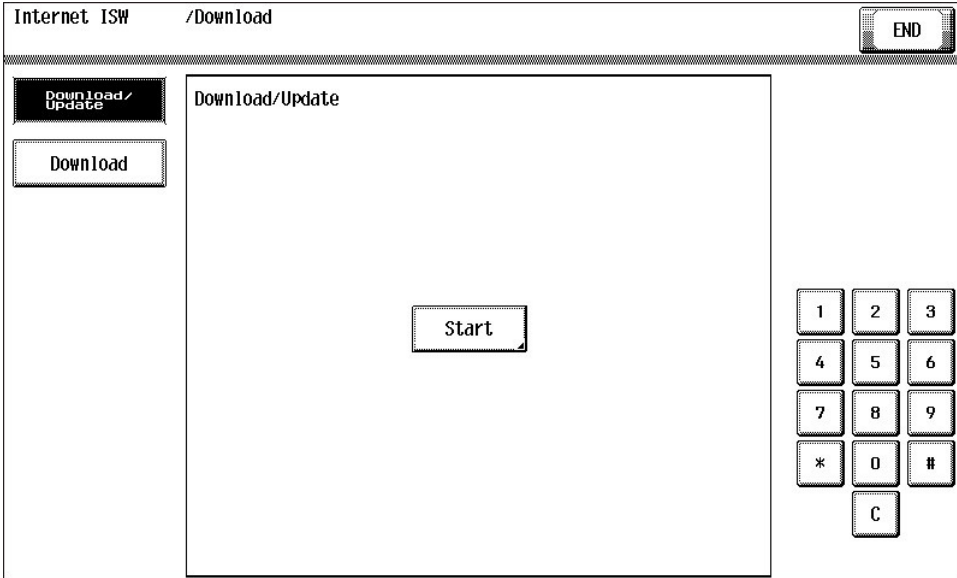 Internet ISW /Download
END
Download/
Update
Download/Update
Download
Start
1 2 3
4 5 6
7 8 9
* 0 #
C